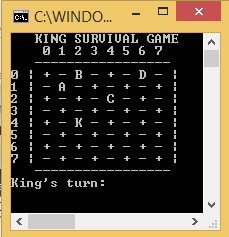 C:\WINDO...
KING SURVIVAL GAME
0 1 2 3 4 5 6 7
-------------------
0 | + - B - + - D - |
1 | - A - + - + - + |
2 | + - + - C - + - |
3 | - + - + - + - + |
4 | + - K - + - + - |
5 | - + - + - + - + |
6 | + - + - + - + - |
7 | - + - + - + - + |
-------------------
King's turn: